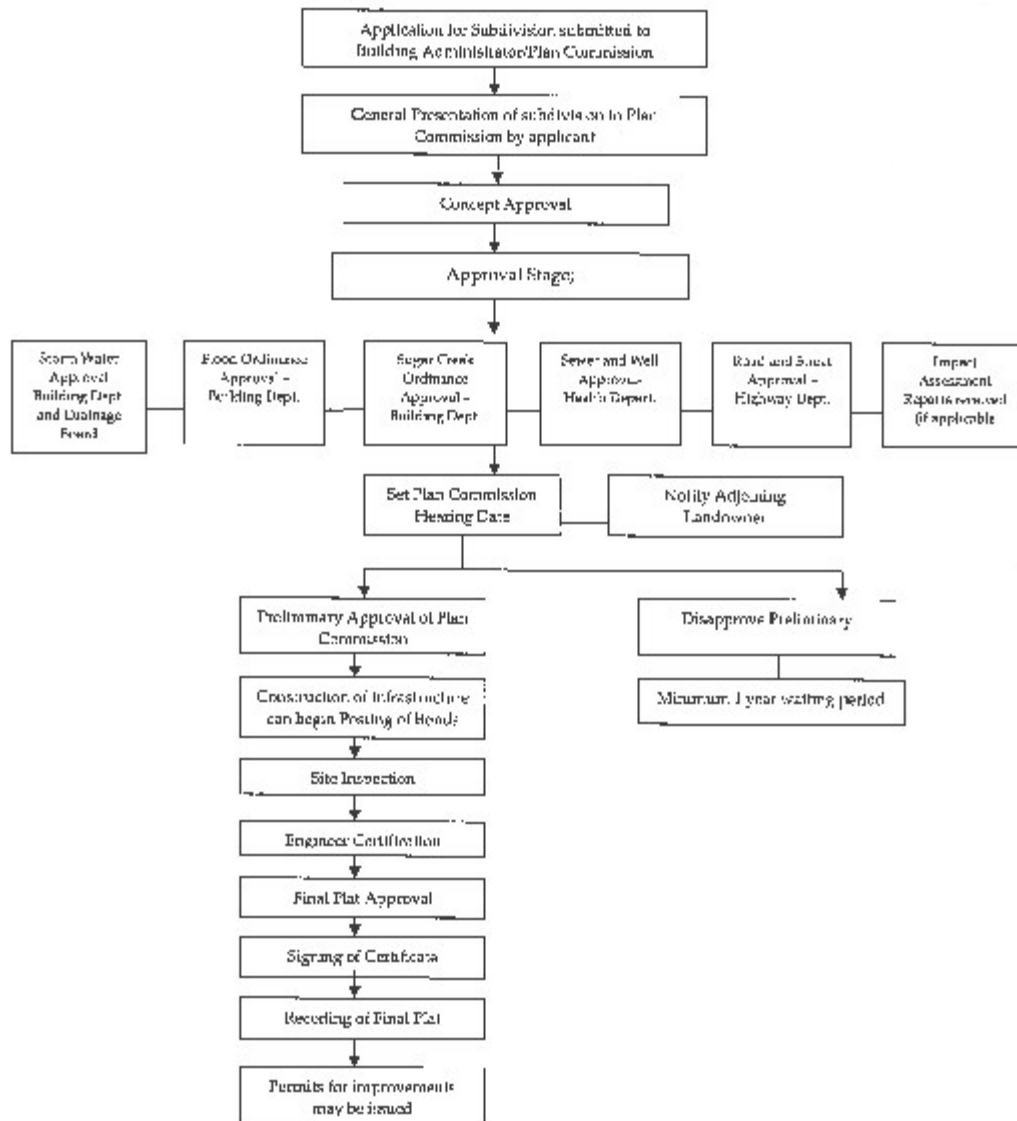 Application for Subdivision submitted to
Building Administrator/Plan Commission
General Presentation of subdivision to Plan
Commission by applicant
Concept Approval
Approval Stage;
Storm Water
Approval
Building Dept
and Drainage
Board
Flood Ordinance
Approval –
Building Dept.
Sugar Creek
Ordinance
Approval –
Building Dept
Sewer and Well
Approval–
Health Depart.
Road and Street
Approval –
Highway Dept.
Impact
Assessment
Reports received
(if applicable
Set Plan Commission
Hearing Date
Notify Adjoining
Landowner
Preliminary Approval of Plan
Commission
Disapprove Preliminary
Construction of Infrastructure
can begin Posting of Bonds
Minimum 1 year waiting period
Site Inspection
Engineer Certification
Final Plat Approval
Signing of Certificate
Recording of Final Plat
Permits for improvements
may be issued